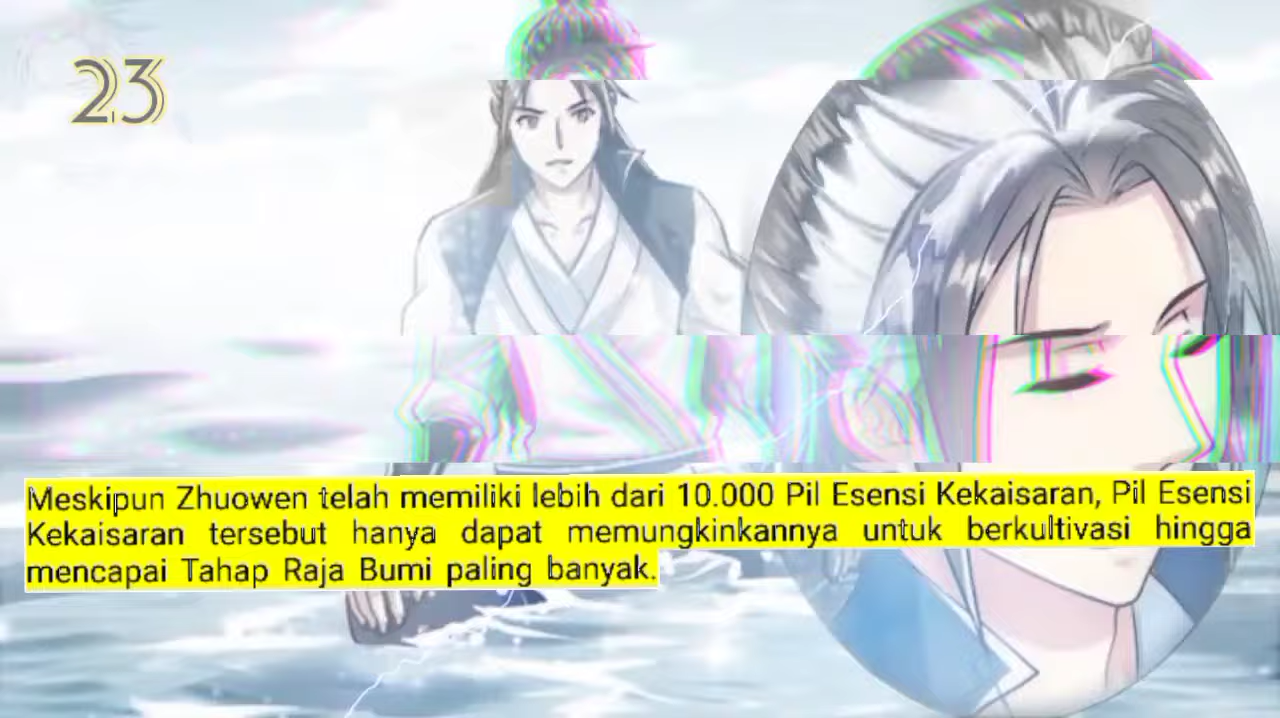 23
Meskipun Zhuowen telah memiliki lebih dari 10.000 Pil Esensi Kekaisaran, Pil Esensi
Kekaisaran tersebut hanya dapat memungkinkannya untuk berkultivasi hingga
mencapai Tahap Raja Bumi paling banyak.